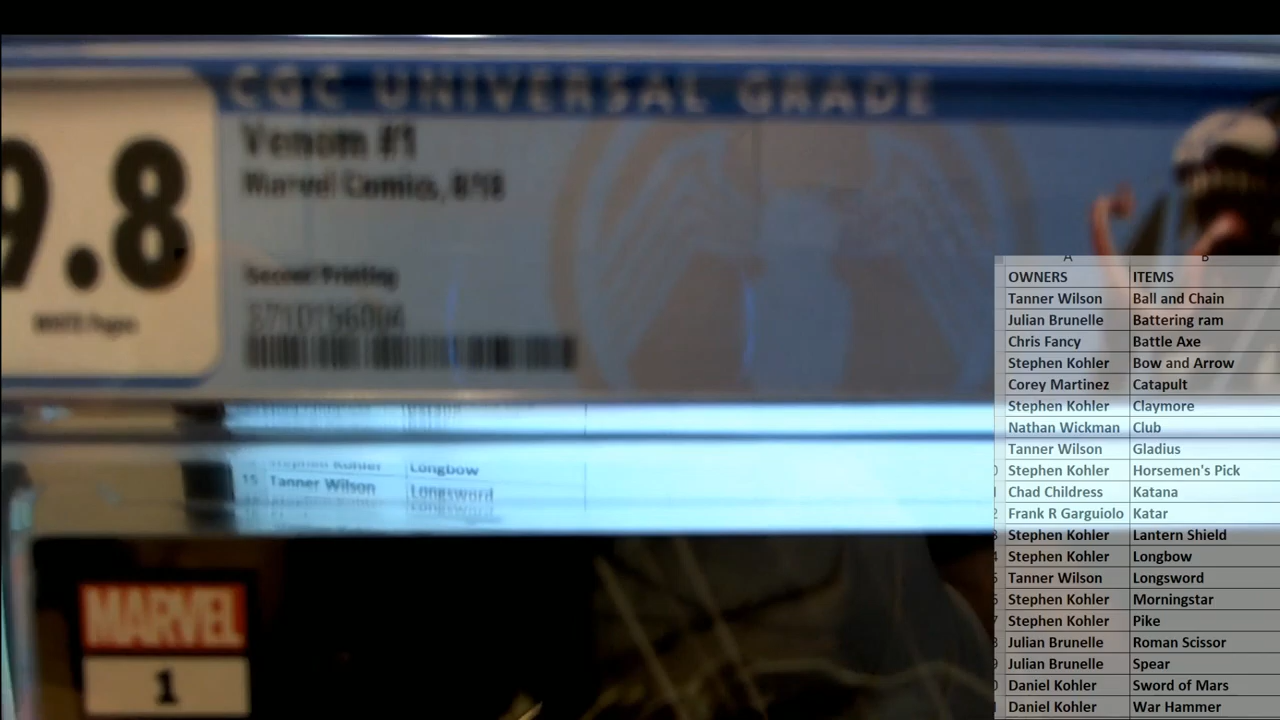 CGC UNIVERSAL GRADE
9.8
WHITE Pages
Venom #1
Marvel Comics, 8/18
Second Printing
Longbow
15 Tanner Wilson Longsword
MARVEL
1
A B
OWNERS ITEMS
Tanner Wilson Ball and Chain
Julian Brunelle Battering ram
Chris Fancy Battle Axe
Stephen Kohler Bow and Arrow
Corey Martinez Catapult
Stephen Kohler Claymore
Nathan Wickman Club
Tanner Wilson Gladius
Stephen Kohler Horsemen's Pick
Chad Childress Katana
Frank R Garguiolo Katar
Stephen Kohler Lantern Shield
Stephen Kohler Longbow
Tanner Wilson Longsword
Stephen Kohler Morningstar
Stephen Kohler Pike
Julian Brunelle Roman Scissor
Julian Brunelle Spear
Daniel Kohler Sword of Mars
Daniel Kohler War Hammer